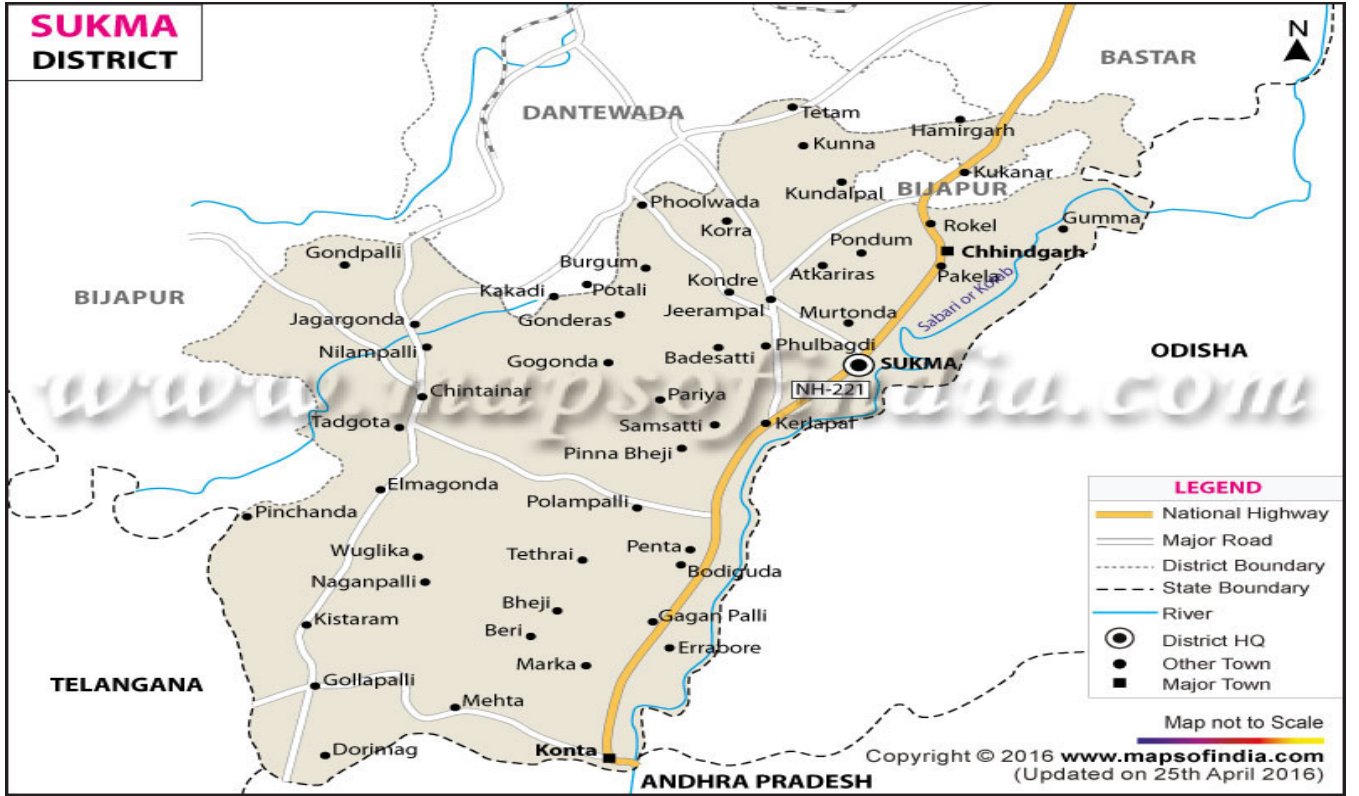 SUKMA
DISTRICT
N
BASTAR
DANTEWADA
Tetam
Hamirgarh
Kunna
Kukanar
Kundalpal
BIJAPUR
Phoolwada
Gumma
Korra
Rokel
Pondum
Chhindgarh
Gondpalli
Burgum
Atkariras
Pakela
Kondre
BIJAPUR
Kakadi
Potali
Sabari or Kolab
Jeerampal
Murtonda
Jagargonda
Gonderas
Phulbagdi
Nilampalli
Gogonda
Badesatti
ODISHA
SUKMA
www.mapsofindia.com
NH-221
Chintainar
Pariya
Tadgota
Samsatti
Kerlapal
Pinna Bheji
Elmagonda
Polampalli
Pinchanda
Wuglika
Tethrai
Penta
Bodiguda
Naganpalli
Bheji
Gagan Palli
Kistaram
Beri
Errabore
Marka
TELANGANA
Gollapalli
Mehta
Dorimag
Konta
ANDHRA PRADESH
LEGEND
National Highway
Major Road
District Boundary
State Boundary
River
District HQ
Other Town
Major Town
Map not to Scale
Copyright © 2016 www.mapsofindia.com
(Updated on 25th April 2016)